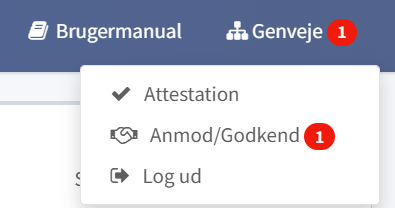 Brugermanual Genveje 1
Attestation
Anmod/Godkend 1
Log ud